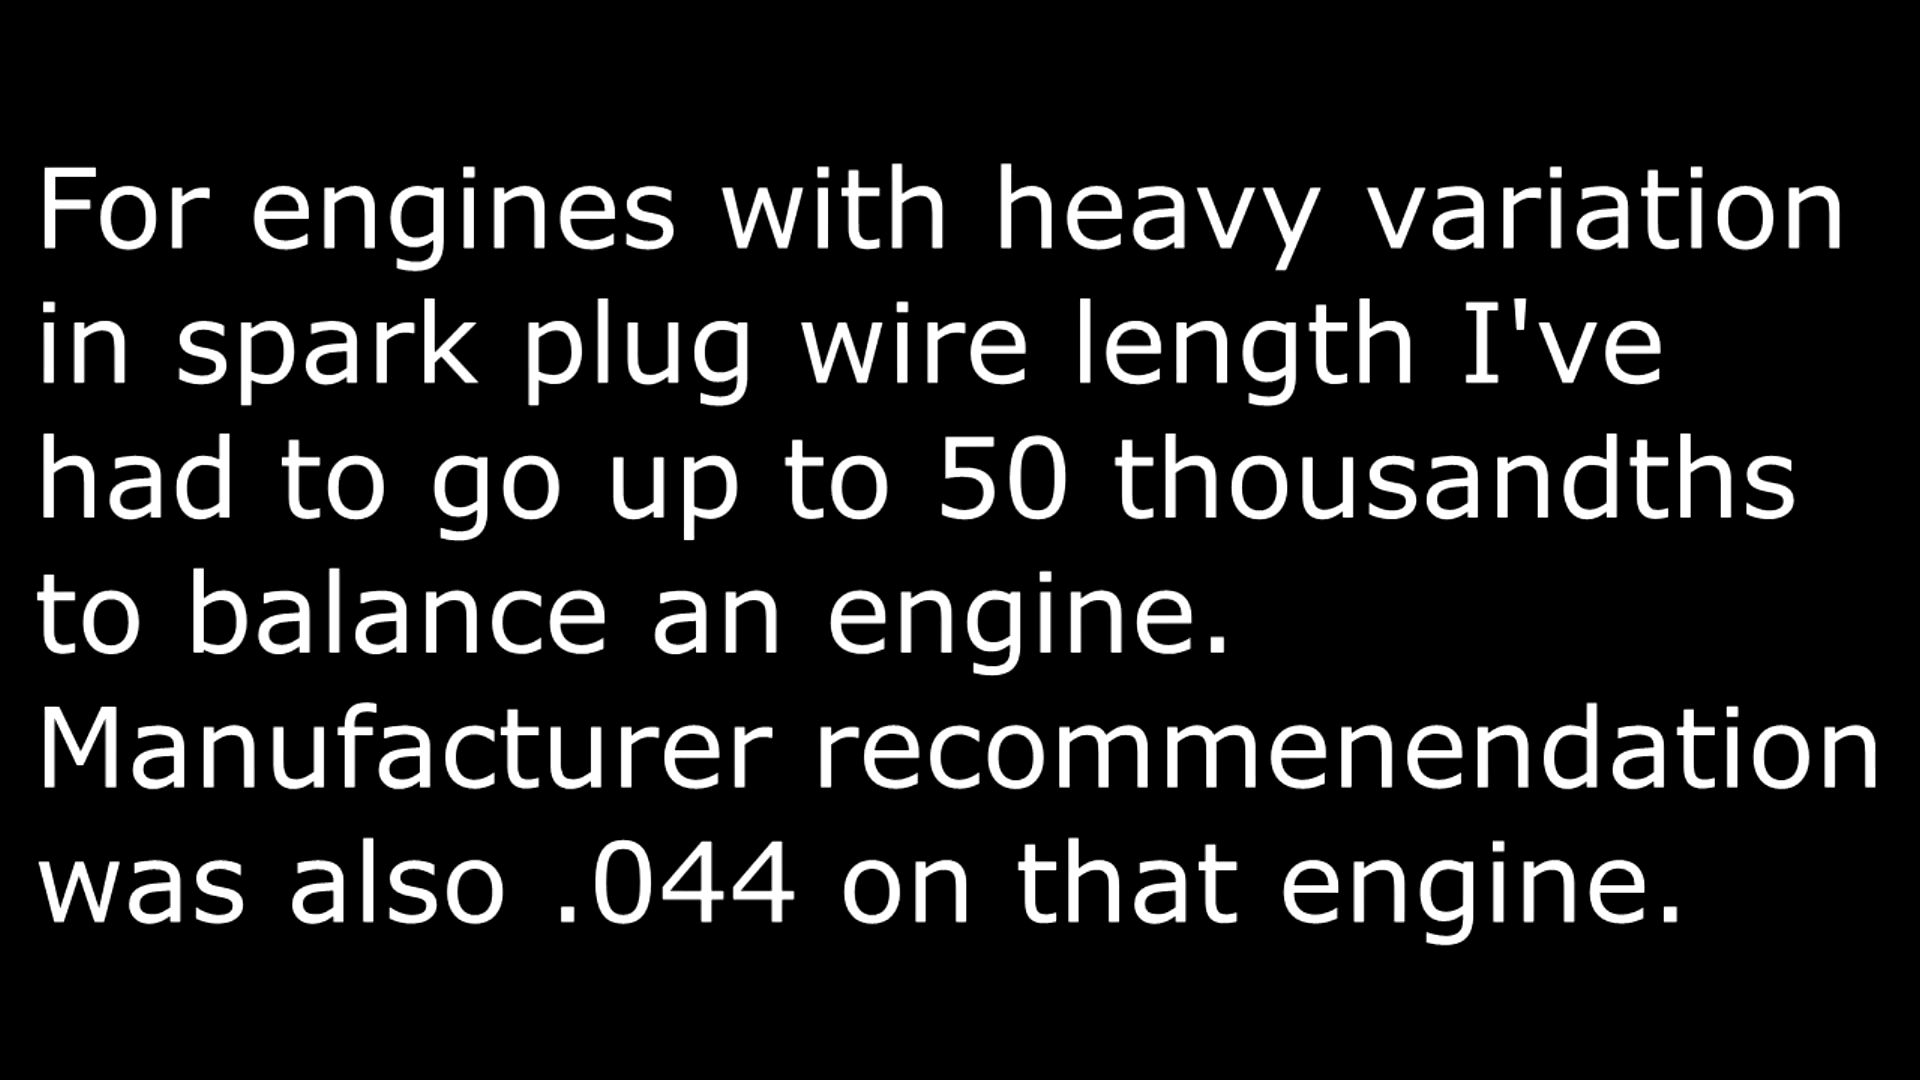 For engines with heavy variation
in spark plug wire length I've
had to go up to 50 thousandths
to balance an engine.
Manufacturer recommenendation
was also .044 on that engine.